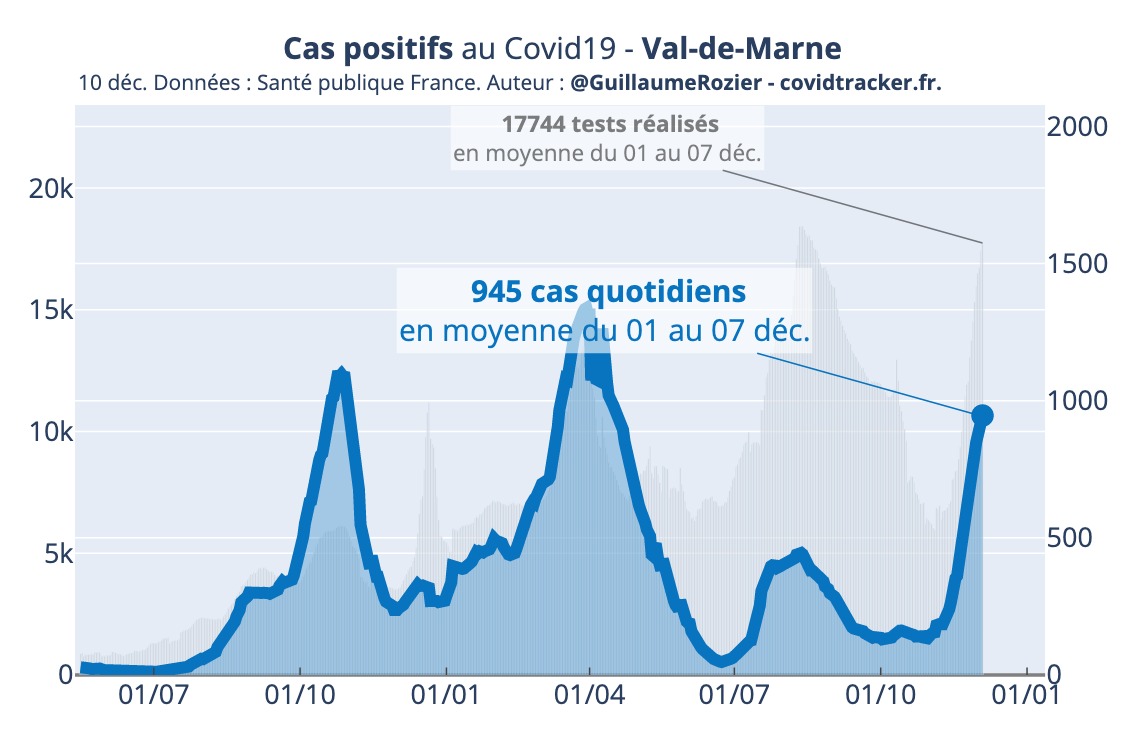 Cas positifs au Covid19 - Val-de-Marne
10 déc. Données : Santé publique France. Auteur : @GuillaumeRozier - covidtracker.fr.
17744 tests réalisés
en moyenne du 01 au 07 déc.
945 cas quotidiens
en moyenne du 01 au 07 déc.
20k
15k
10k
5k
0
2000
1500
1000
500
0
01/07
01/10
01/01
01/04
01/07
01/10
01/01